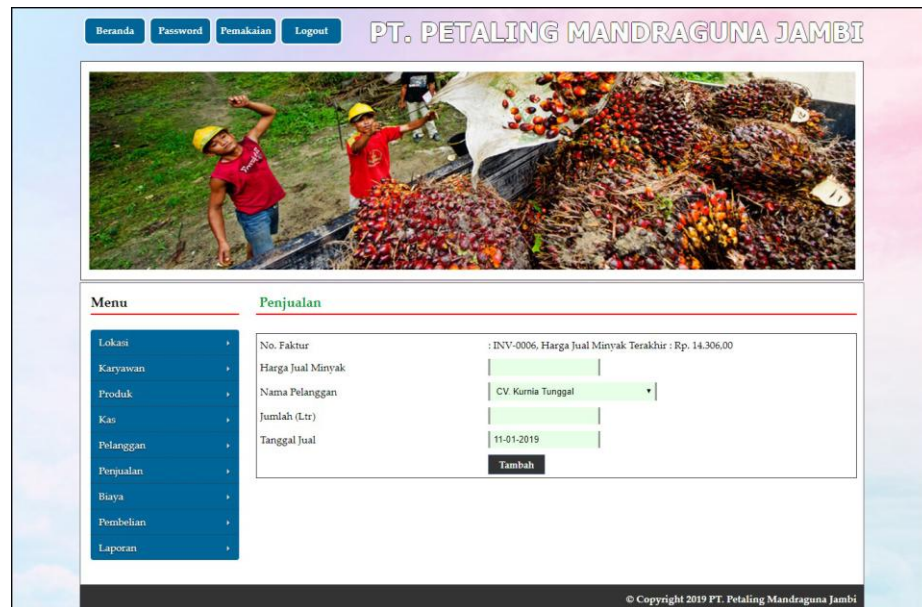 Beranda Password Pemakaian Logout PT. PETALING MANDRAGUNA JAMBI
Menu
Lokasi
Karyawan
Produk
Kas
Pelanggan
Penjualan
Biaya
Pembelian
Laporan
Penjualan
No. Faktur : INV-0006, Harga Jual Minyak Terakhir : Rp. 14.306,00
Harga Jual Minyak
Nama Pelanggan CV. Kurnia Tunggal
Jumlah (Ltr)
Tanggal Jual 11-01-2019
Tambah
© Copyright 2019 PT. Petaling Mandraguna Jambi